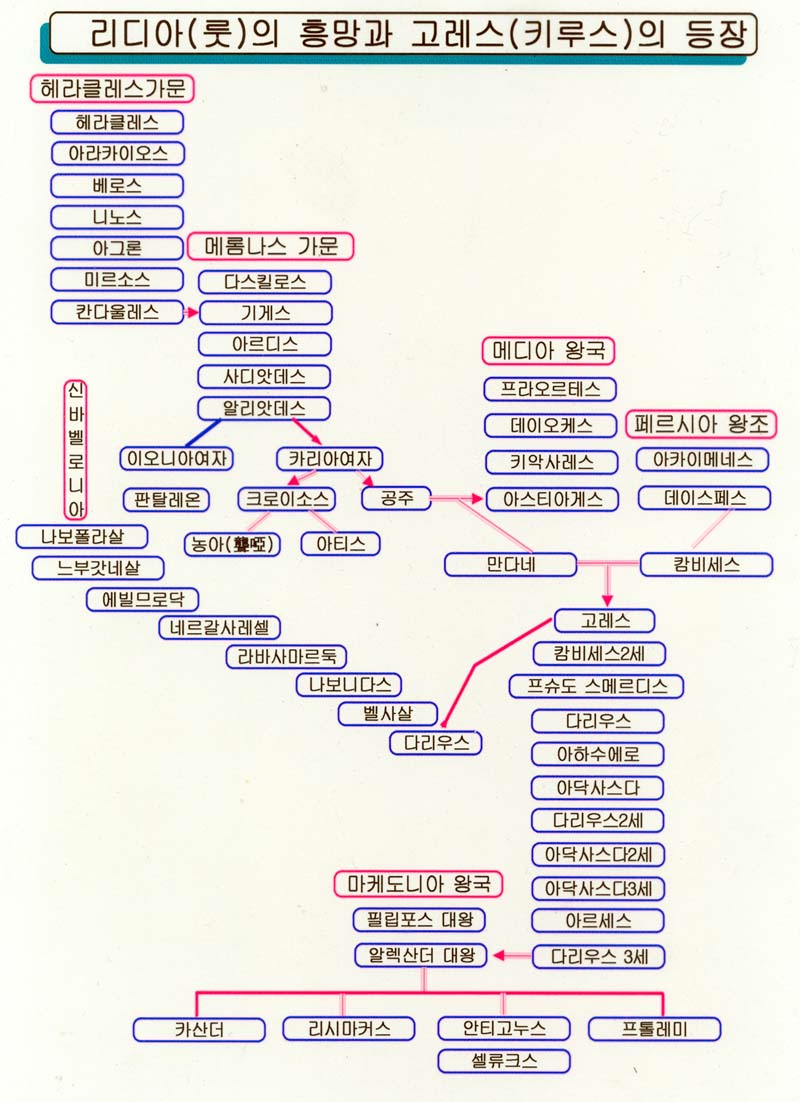 리디아(룻)의 흥망과 고레스(키루스)의 등장
헤라클레스가문
헤라클레스
아라카이오스
베로스
니노스
아그론
미르소스
칸다울레스
메롬나스 가문
다스킬로스
기게스
아르디스
사디앗데스
알리앗데스
이오니아여자
카리아여자
판탈레온
크로이소스
공주
농아(聾啞)
아티스
메디아 왕국
프라오르테스
데이오케스
키악사레스
아스티아게스
만다네
페르시아 왕조
아카이메네스
데이스페스
캄비세스
신바벨로니아
나보폴라살
느부갓네살
에빌므로닥
네르갈사레셀
라바사마르둑
나보니다스
벨사살
다리우스
고레스
캄비세스2세
프슈도 스메르디스
다리우스
아하수에로
아닥사스다
다리우스2세
아닥사스다2세
아닥사스다3세
아르세스
다리우스 3세
마케도니아 왕국
필립포스 대왕
알렉산더 대왕
카산더
리시마커스
안티고누스
프톨레미
셀류크스